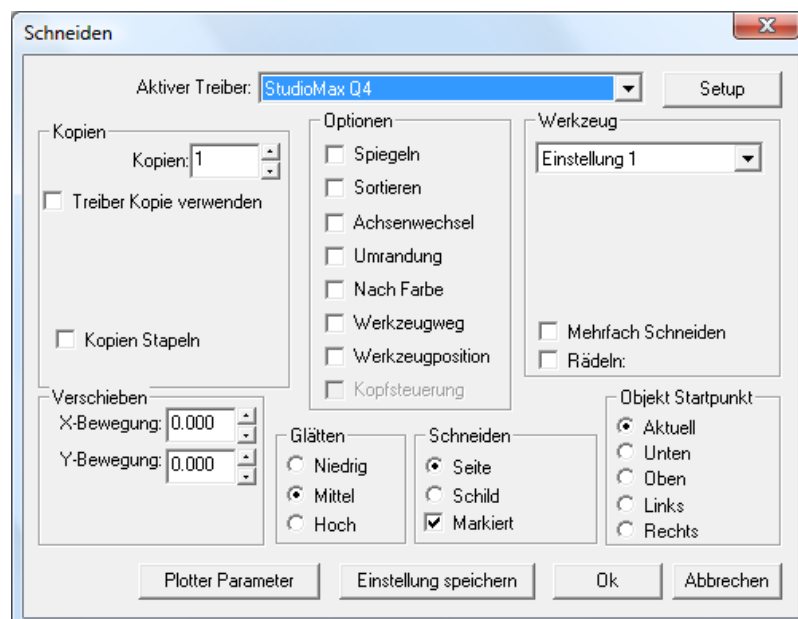 Schneiden
Aktiver Treiber: StudioMax Q4 Setup
Kopien
Kopien: 1
Treiber Kopie verwenden
Kopien Stapeln
Optionen
Spiegeln
Sortieren
Achsenwechsel
Umrandung
Nach Farbe
Werkzeugweg
Werkzeugposition
Kopfsteuerung
Werkzeug
Einstellung 1
Mehrfach Schneiden
Rädeln:
Verschieben
X-Bewegung: 0.000
Y-Bewegung: 0.000
Glätten
Niedrig
Mittel
Hoch
Schneiden
Seite
Schild
Markiert
Objekt Startpunkt
Aktuell
Unten
Oben
Links
Rechts
Plotter Parameter Einstellung speichern Ok Abbrechen